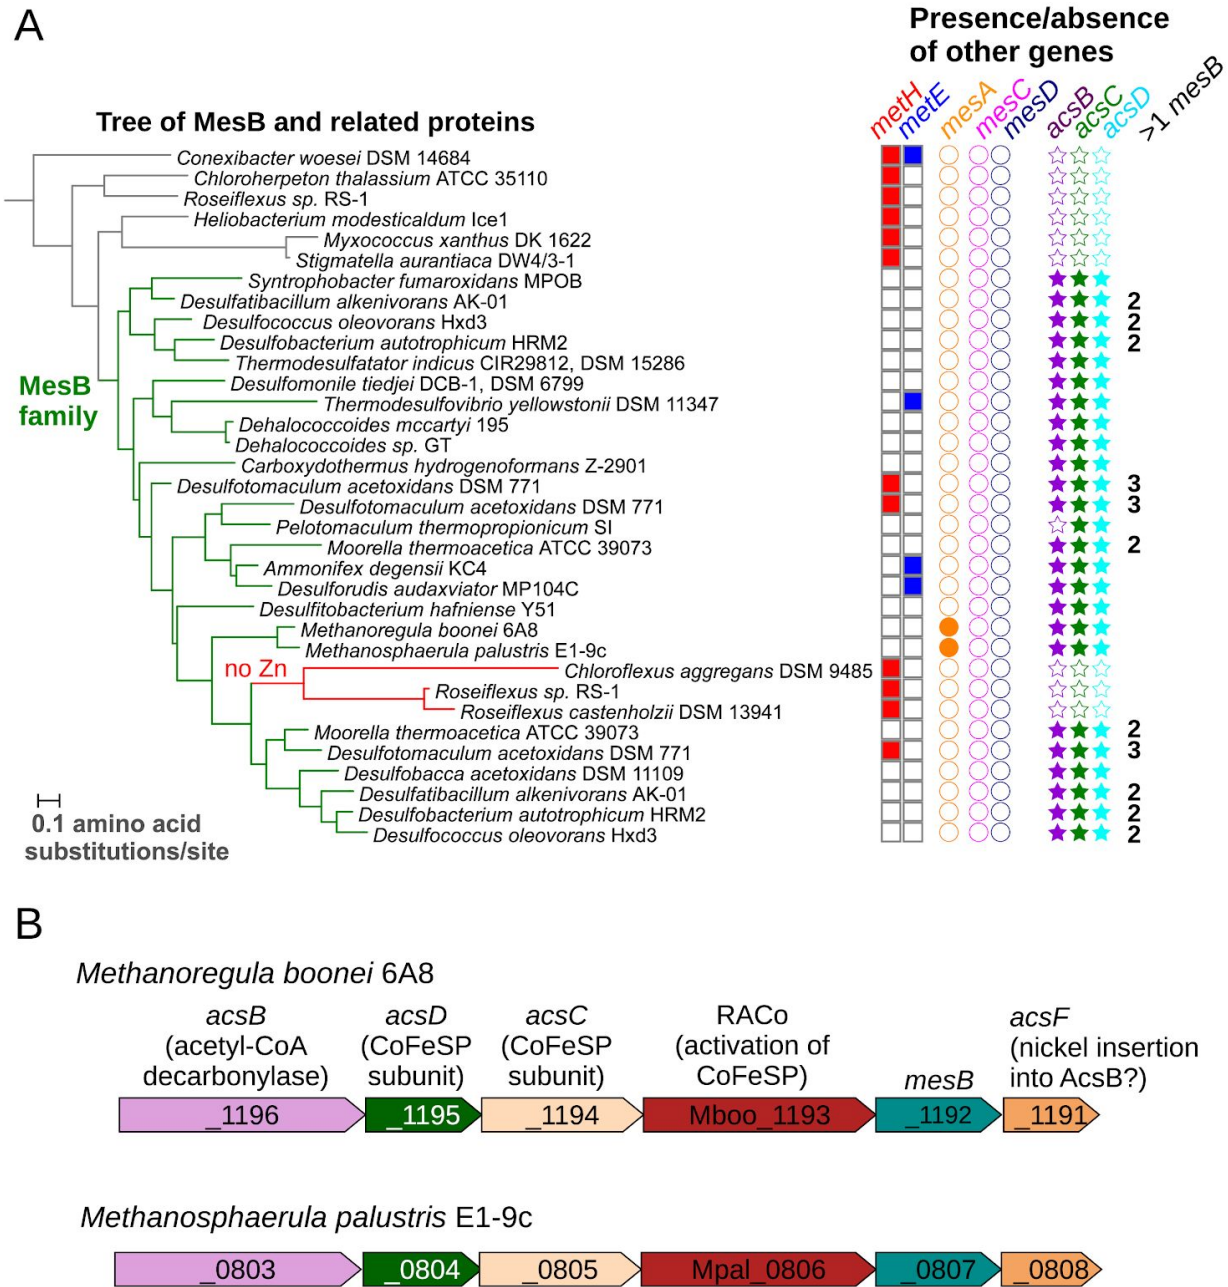 A
Presence/absence
of other genes
metH
metE
mesA
mesC
mesD
acsB
acsC
acsD
>1 mesB
Tree of MesB and related proteins
Conexibacter woesei DSM 14684
Chloroherpeton thalassium ATCC 35110
Roseiflexus sp. RS-1
Heliobacterium modesticaldum Ice1
Myxococcus xanthus DK 1622
Stigmatella aurantiaca DW4/3-1
Syntrophobacter fumaroxidans MPOB
Desulfatibacillum alkenivorans AK-01 2
Desulfococcus oleovorans Hxd3 2
Desulfobacterium autotrophicum HRM2 2
Thermodesulfatator indicus CIR29812, DSM 15286
MesB
family
Desulfomonile tiedjei DCB-1, DSM 6799
Thermodesulfovibrio yellowstonii DSM 11347
Dehalococcoides mccartyi 195
Dehalococcoides sp. GT
Carboxydothermus hydrogenoformans Z-2901
Desulfotomaculum acetoxidans DSM 771 3
Desulfotomaculum acetoxidans DSM 771 3
Pelotomaculum thermopropionicum SI
Moorella thermoacetica ATCC 39073 2
Ammonifex degensii KC4
Desulforudis audaxviator MP104C
Desulfitobacterium hafniense Y51
Methanoregula boonei 6A8
Methanosphaerula palustris E1-9c
no Zn
Chloroflexus aggregans DSM 9485
Roseiflexus sp. RS-1
Roseiflexus castenholzii DSM 13941
Moorella thermoacetica ATCC 39073 2
Desulfotomaculum acetoxidans DSM 771 3
Desulfobacca acetoxidans DSM 11109
Desulfatibacillum alkenivorans AK-01 2
Desulfobacterium autotrophicum HRM2 2
Desulfococcus oleovorans Hxd3 2
0.1 amino acid
substitutions/site
B
Methanoregula boonei 6A8
acsB
(acetyl-CoA
decarbonylase)
acsD
(CoFeSP
subunit)
acsC
(CoFeSP
subunit)
RACo
(activation of
CoFeSP)
mesB
acsF
(nickel insertion
into AcsB?)
_1196 _1195 _1194 Mboo_1193 _1192 _1191
Methanosphaerula palustris E1-9c
_0803 _0804 _0805 Mpal_0806 _0807 _0808